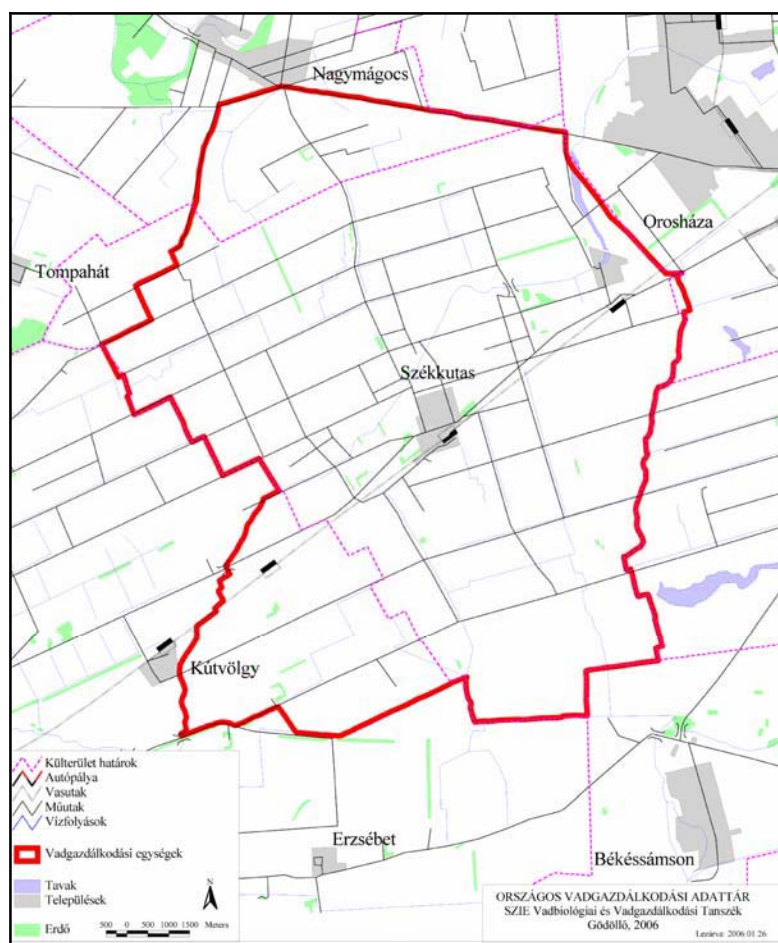 Nagymágocs
Orosháza
Tompahát
Székkutas
Kútvölgy
Erzsébet
Békéssámson
Külterület határok
Autópálya
Vasutak
Műutak
Vízfolyások
Vadgazdálkodási egységek
Tavak
Települések
Erdő
N
500 0 500 1000 1500 Meters
ORSZÁGOS VADGAZDÁLKODÁSI ADATTÁR
SZIE Vadbiológiai és Vadgazdálkodási Tanszék
Gödöllő, 2006
Lezárva: 2006.01.26.